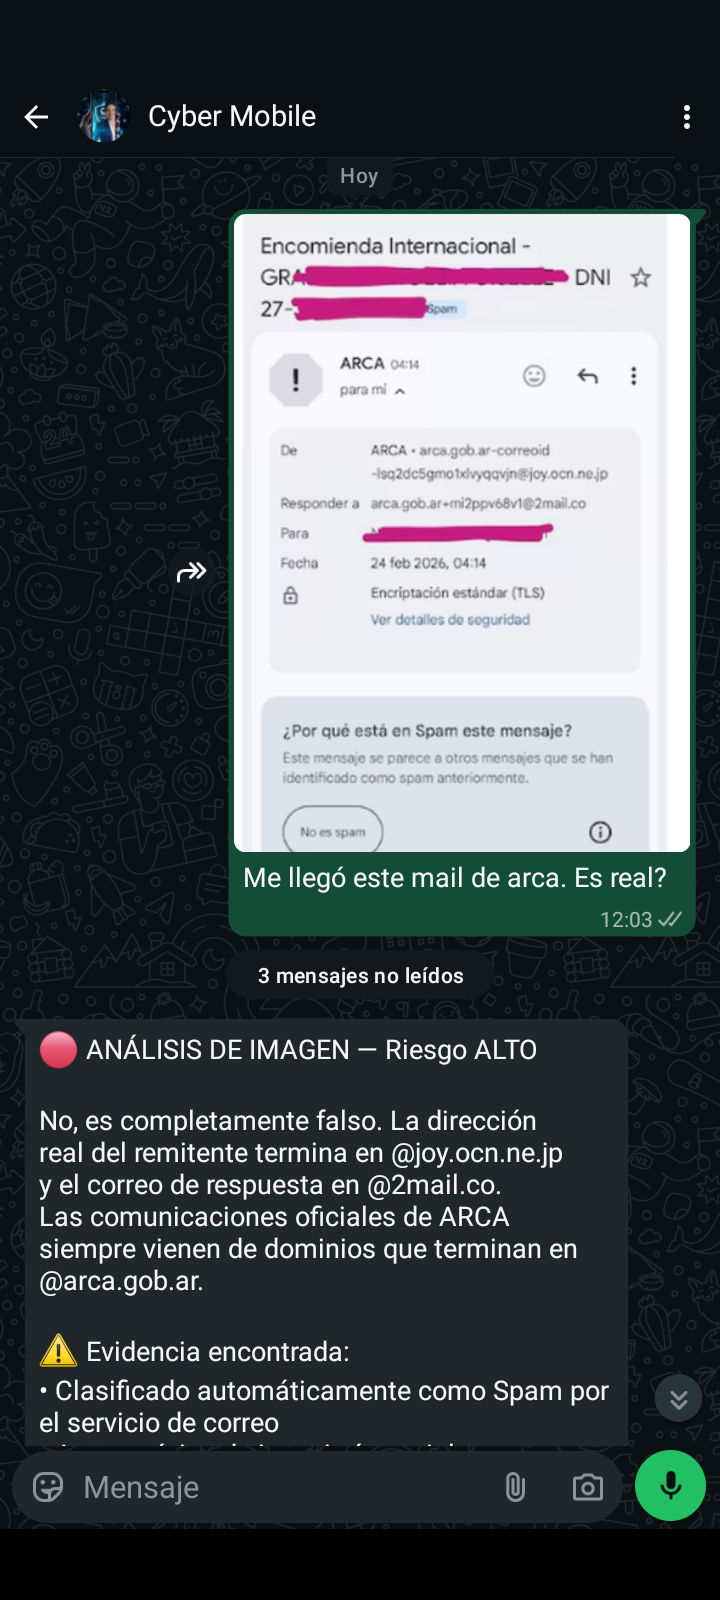 Cyber Mobile
Hoy
Encomienda Internacional -
GRA DNI
27- Spam
ARCA 04:14
para mi
De ARCA • arca.gob.ar-correoid
-lsq2dc5gmo1xlvyqqvjn@joy.ocn.ne.jp
Responder a arca.gob.ar+mi2ppv68v1@2mail.co
Para
Fecha 24 feb 2026, 04:14
Encriptación estándar (TLS)
Ver detalles de seguridad
¿Por qué está en Spam este mensaje?
Este mensaje se parece a otros mensajes que se han
identificado como spam anteriormente.
No es spam
Me llegó este mail de arca. Es real?
12:03
3 mensajes no leídos
🔴 ANÁLISIS DE IMAGEN — Riesgo ALTO
No, es completamente falso. La dirección
real del remitente termina en @joy.ocn.ne.jp
y el correo de respuesta en @2mail.co.
Las comunicaciones oficiales de ARCA
siempre vienen de dominios que terminan en
@arca.gob.ar.
⚠️ Evidencia encontrada:
• Clasificado automáticamente como Spam por
el servicio de correo
Mensaje